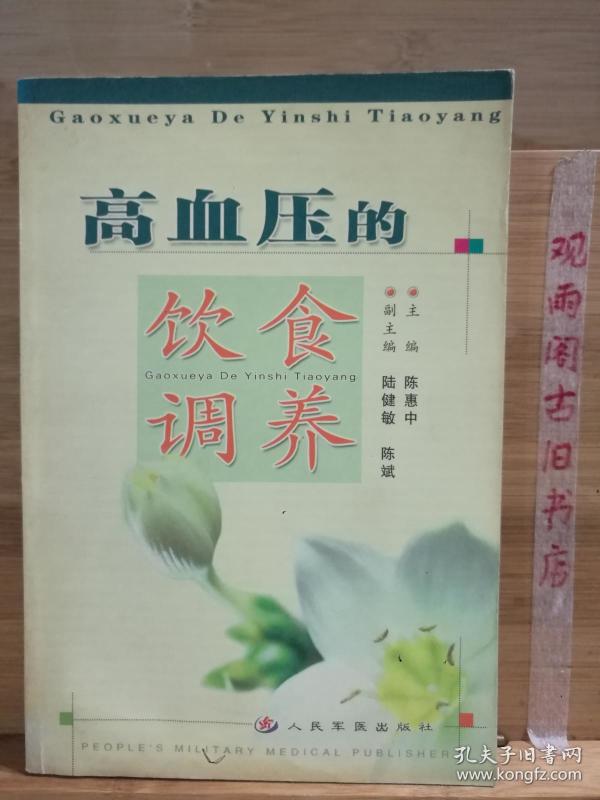 Gaoxueya De Yinshi Tiaoyang
高血压的
饮食
Gaoxueya De Yinshi Tiaoyang
调养
主编 陈惠中
副主编 陆健敏 陈斌
人民军医出版社
PEOPLE'S MILITARY MEDICAL PUBLISHER
观雨阁古旧书店
孔夫子旧书网
www.kongfz.com